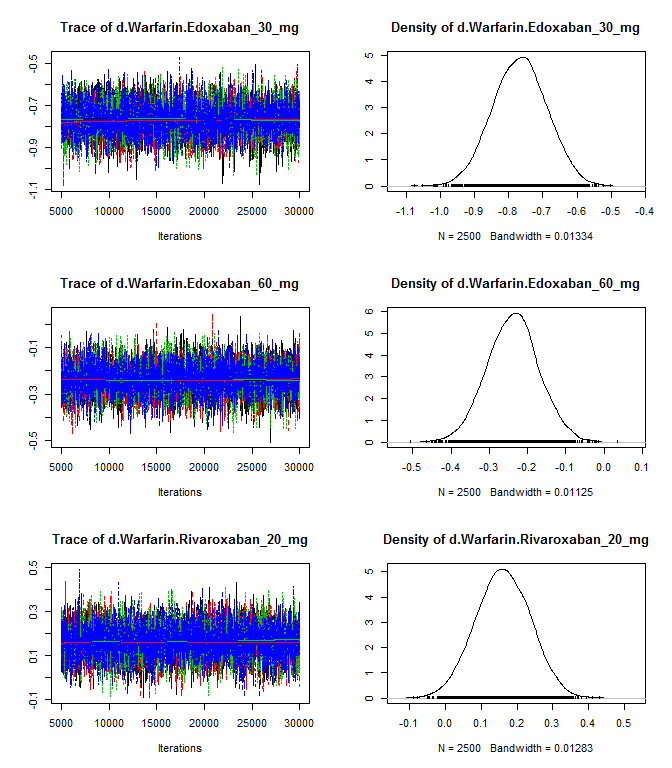 Trace of d.Warfarin.Edoxaban_30_mg
-0.5
-0.7
-0.9
-1.1
5000 10000 15000 20000 25000 30000
Iterations
Density of d.Warfarin.Edoxaban_30_mg
5
4
3
2
1
0
-1.1 -1.0 -0.9 -0.8 -0.7 -0.6 -0.5 -0.4
N = 2500 Bandwidth = 0.01334
Trace of d.Warfarin.Edoxaban_60_mg
-0.1
-0.3
-0.5
5000 10000 15000 20000 25000 30000
Iterations
Density of d.Warfarin.Edoxaban_60_mg
6
5
4
3
2
1
0
-0.5 -0.4 -0.3 -0.2 -0.1 0.0 0.1
N = 2500 Bandwidth = 0.01125
Trace of d.Warfarin.Rivaroxaban_20_mg
0.5
0.3
0.1
-0.1
5000 10000 15000 20000 25000 30000
Iterations
Density of d.Warfarin.Rivaroxaban_20_mg
5
4
3
2
1
0
-0.1 0.0 0.1 0.2 0.3 0.4 0.5
N = 2500 Bandwidth = 0.01283